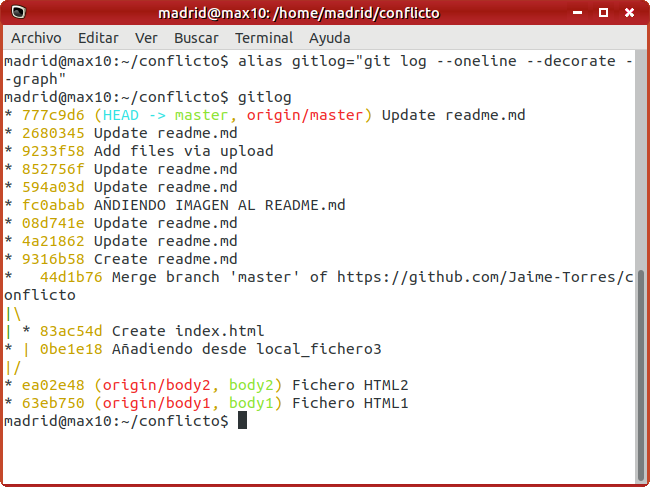 madrid@max10: /home/madrid/conflicto
Archivo Editar Ver Buscar Terminal Ayuda
madrid@max10:~/conflicto$ alias gitlog="git log --oneline --decorate -
-graph"
madrid@max10:~/conflicto$ gitlog
* 777c9d6 (HEAD -> master, origin/master) Update readme.md
* 2680345 Update readme.md
* 9233f58 Add files via upload
* 852756f Update readme.md
* 594a03d Update readme.md
* fc0abab AÑDIENDO IMAGEN AL README.md
* 08d741e Update readme.md
* 4a21862 Update readme.md
* 9316b58 Create readme.md
*   44d1b76 Merge branch 'master' of https://github.com/Jaime-Torres/c
onflicto
|\
| * 83ac54d Create index.html
* | 0be1e18 Añadiendo desde local_fichero3
|/
* ea02e48 (origin/body2, body2) Fichero HTML2
* 63eb750 (origin/body1, body1) Fichero HTML1
madrid@max10:~/conflicto$